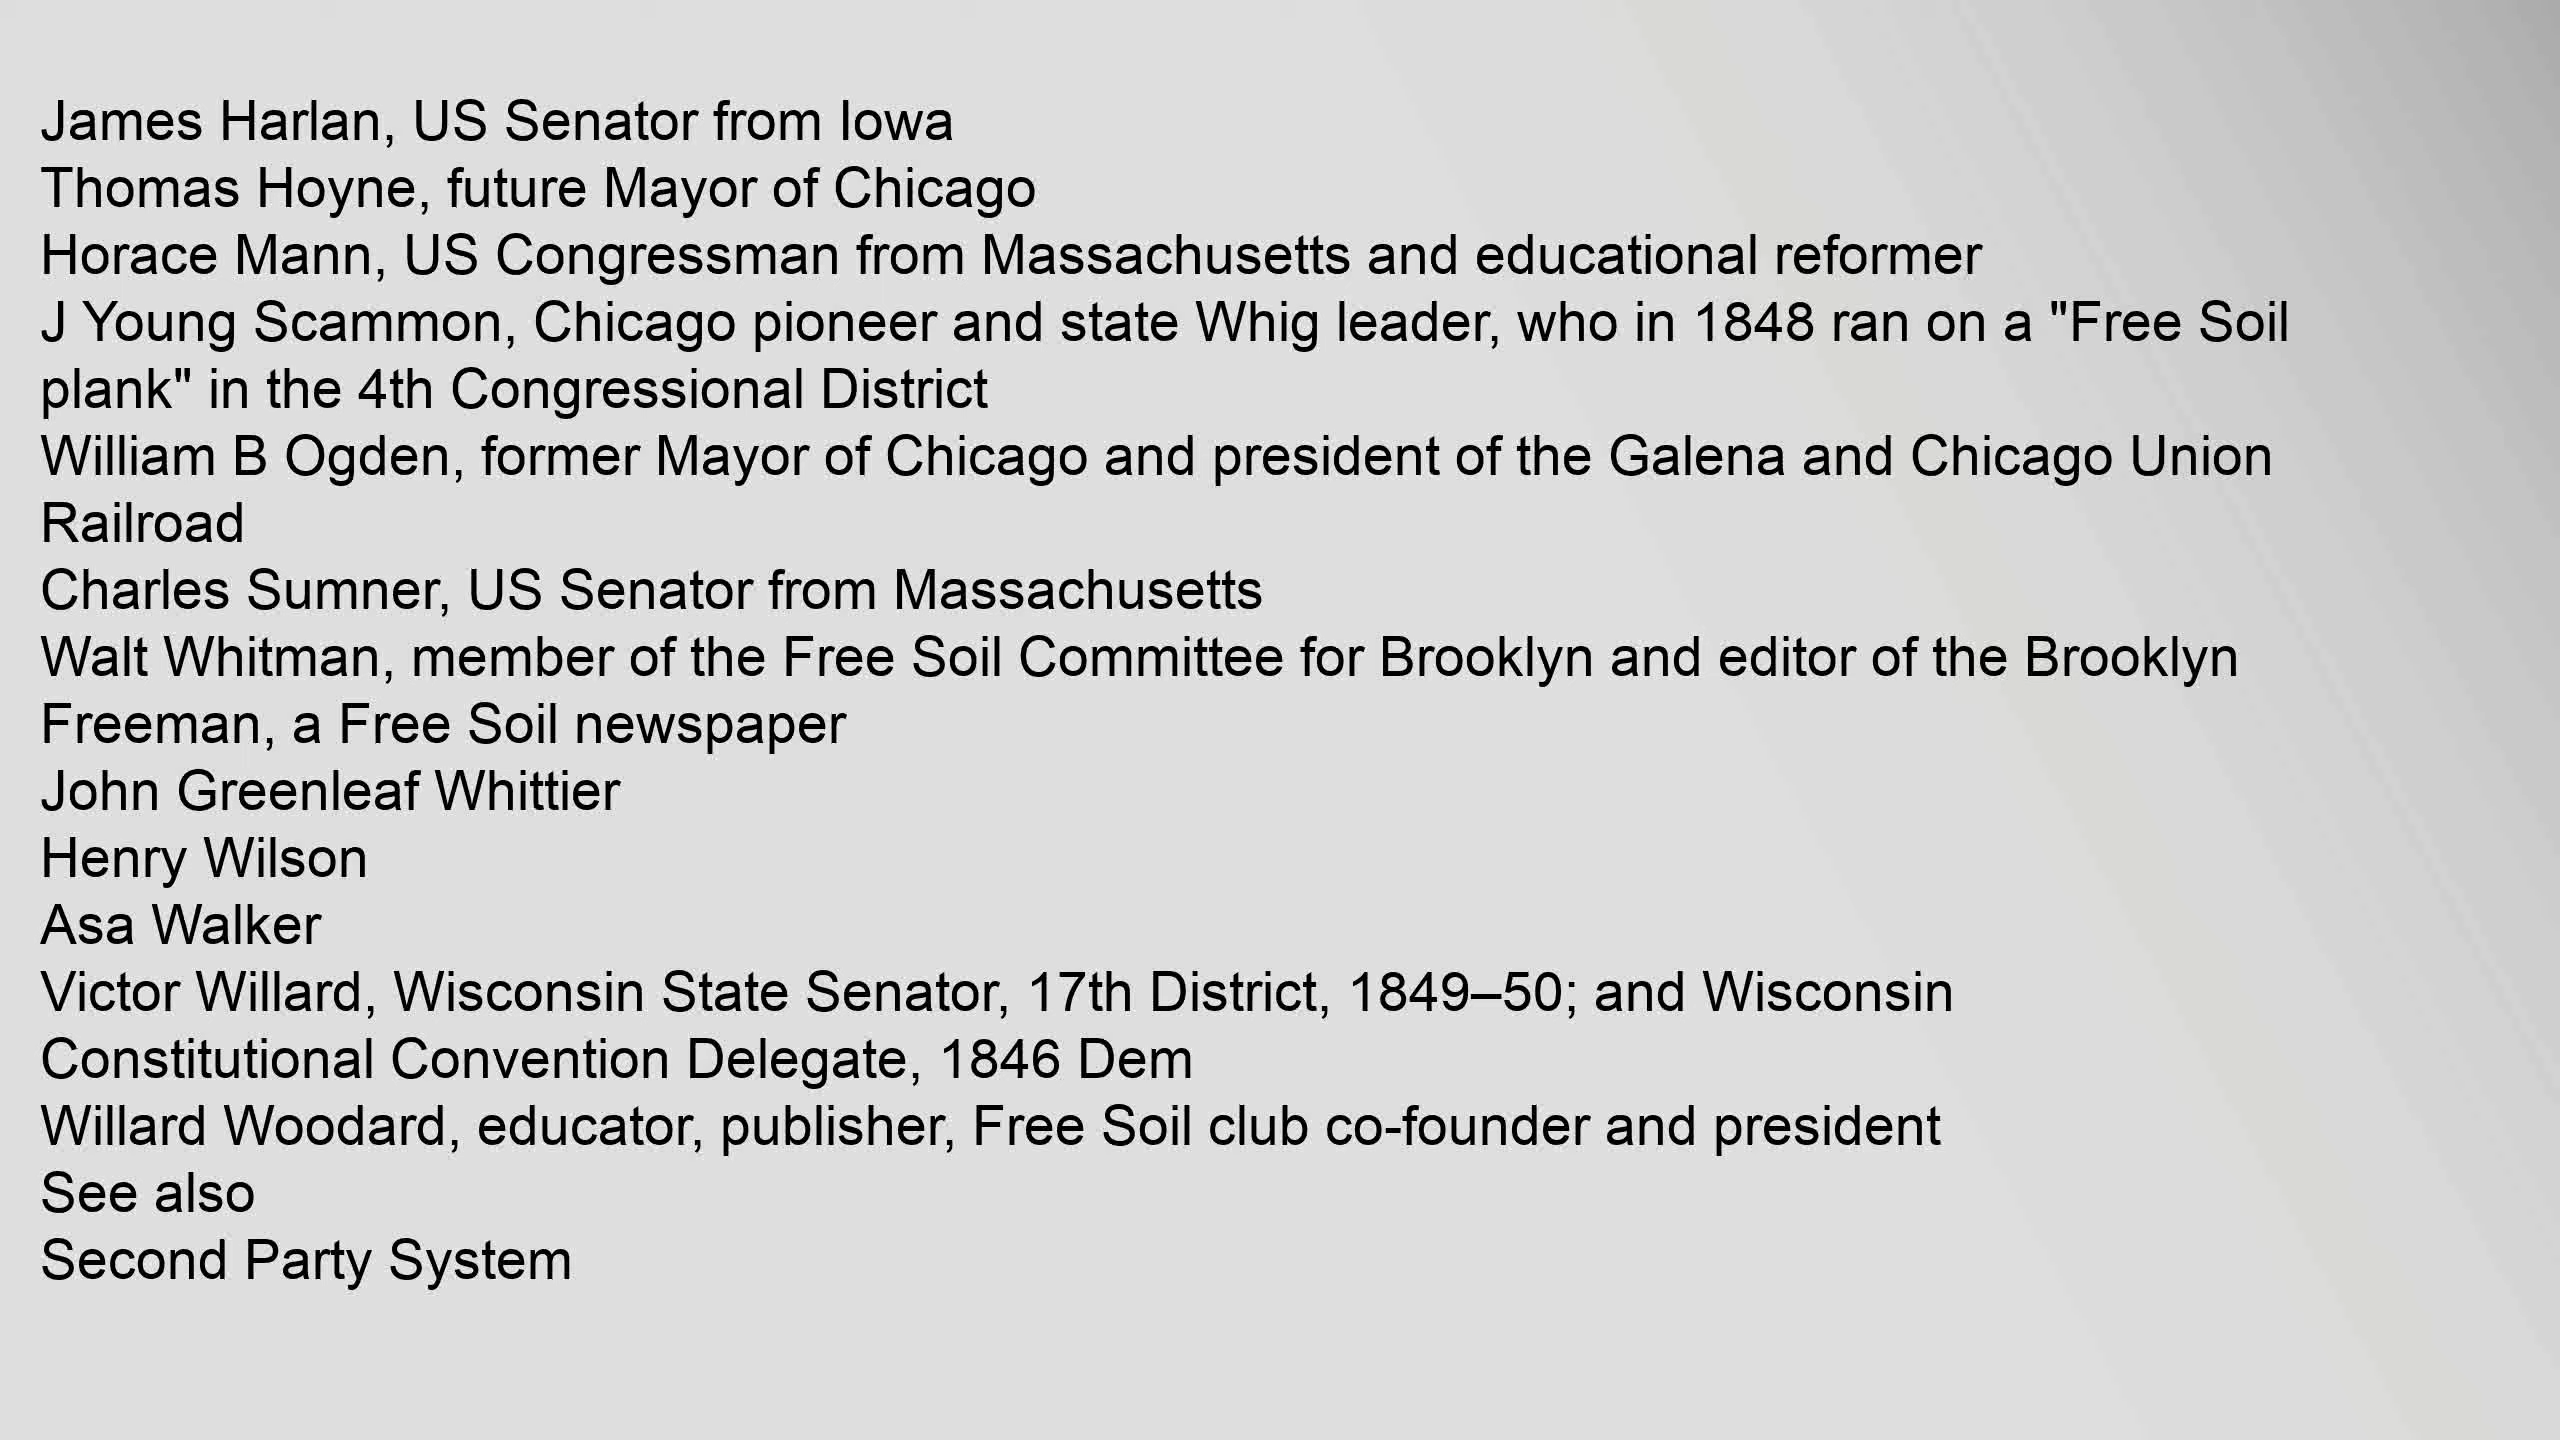 James Harlan, US Senator from Iowa
Thomas Hoyne, future Mayor of Chicago
Horace Mann, US Congressman from Massachusetts and educational reformer
J Young Scammon, Chicago pioneer and state Whig leader, who in 1848 ran on a "Free Soil
plank" in the 4th Congressional District
William B Ogden, former Mayor of Chicago and president of the Galena and Chicago Union
Railroad
Charles Sumner, US Senator from Massachusetts
Walt Whitman, member of the Free Soil Committee for Brooklyn and editor of the Brooklyn
Freeman, a Free Soil newspaper
John Greenleaf Whittier
Henry Wilson
Asa Walker
Victor Willard, Wisconsin State Senator, 17th District, 1849–50; and Wisconsin
Constitutional Convention Delegate, 1846 Dem
Willard Woodard, educator, publisher, Free Soil club co-founder and president
See also
Second Party System